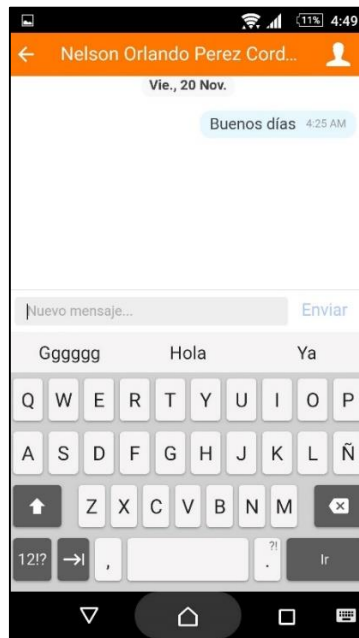 11% 4:49
Nelson Orlando Perez Cord...
Vie., 20 Nov.
Buenos días 4:25 AM
Nuevo mensaje... Enviar
Gggggg Hola Ya
Q W E R T Y U I O P
A S D F G H J K L Ñ
Z X C V B N M
12!? , ?! . Ir